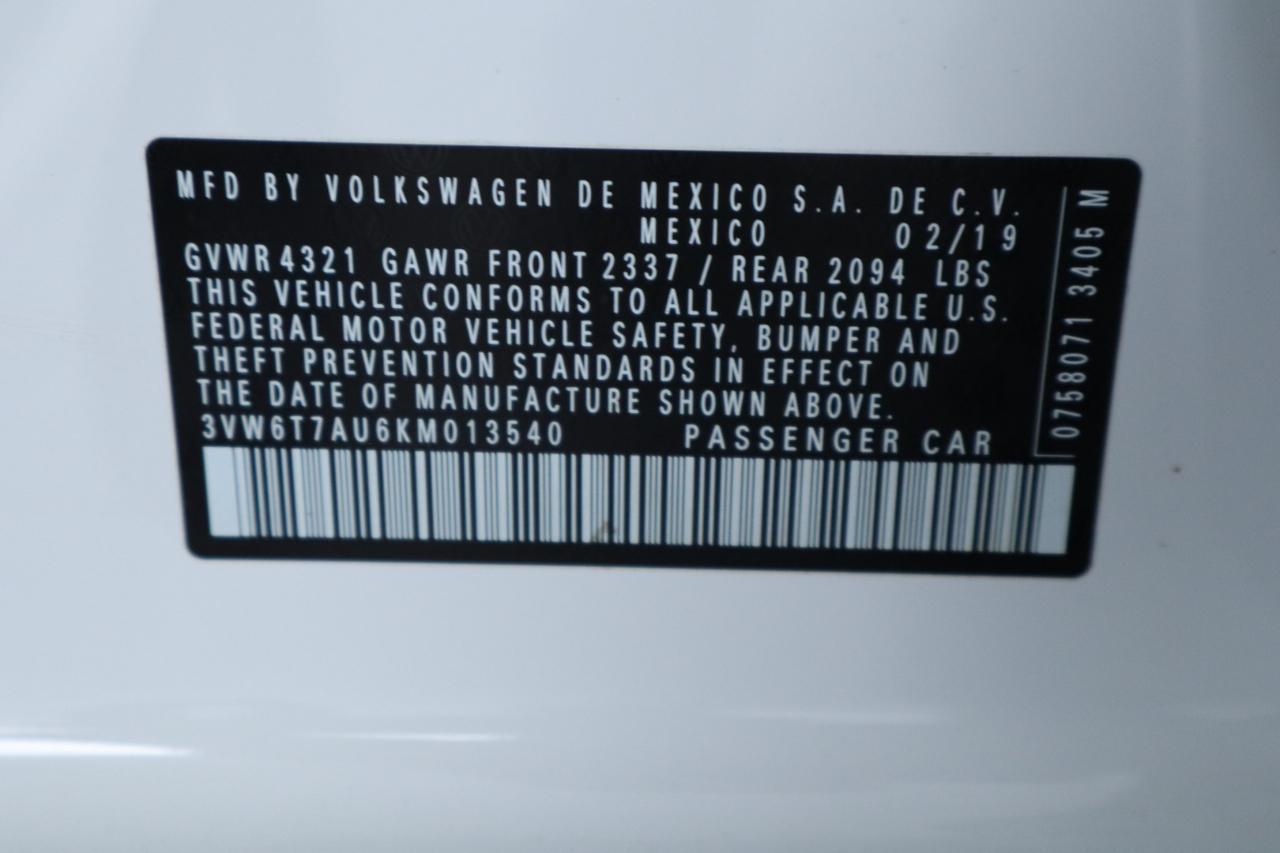 MFD BY VOLKSWAGEN DE MEXICO S.A. DE C.V.
MEXICO 02/19
GVWR 4321 GAWR FRONT 2337 / REAR 2094 LBS
THIS VEHICLE CONFORMS TO ALL APPLICABLE U.S.
FEDERAL MOTOR VEHICLE SAFETY, BUMPER AND
THEFT PREVENTION STANDARDS IN EFFECT ON
THE DATE OF MANUFACTURE SHOWN ABOVE.
3VW6T7AU6KM013540 PASSENGER CAR
0758071 3405 M